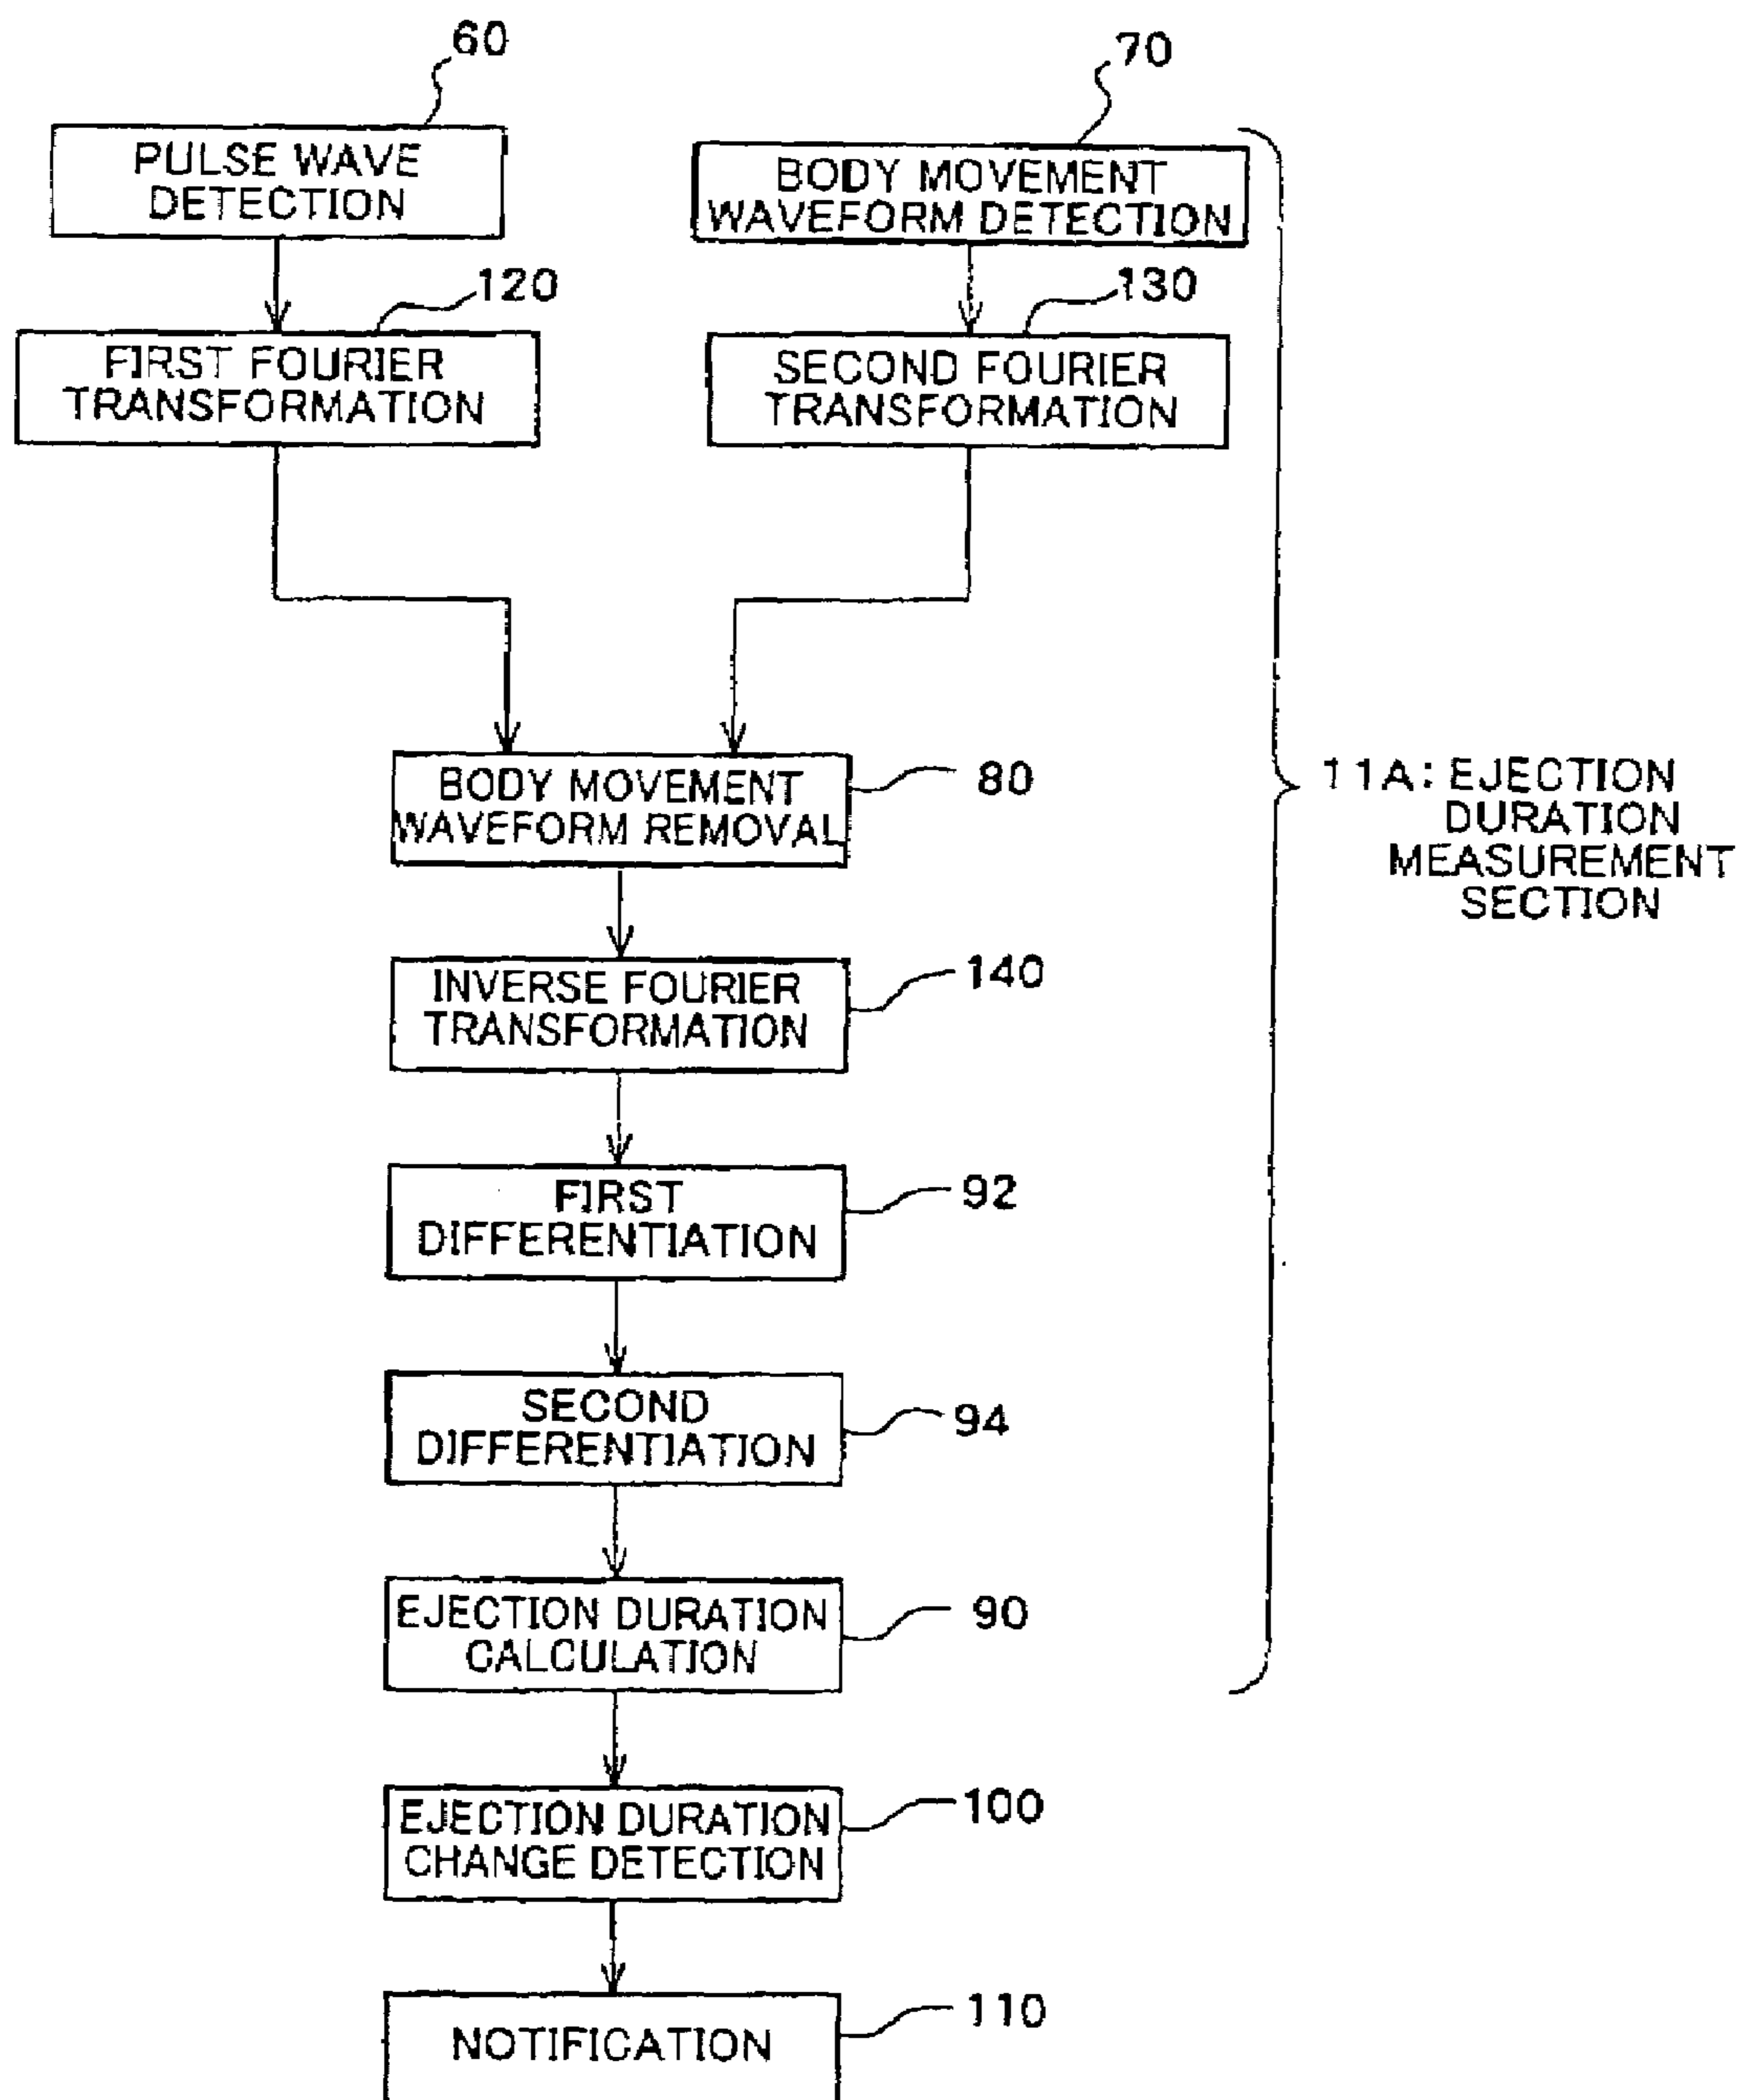 60
70
PULSE WAVE
DETECTION
BODY MOVEMENT
WAVEFORM DETECTION
120
130
FIRST FOURIER
TRANSFORMATION
SECOND FOURIER
TRANSFORMATION
BODY MOVEMENT
WAVEFORM REMOVAL
80
11A: EJECTION
DURATION
MEASUREMENT
SECTION
INVERSE FOURIER
TRANSFORMATION
140
FIRST
DIFFERENTIATION
92
SECOND
DIFFERENTIATION
94
EJECTION DURATION
CALCULATION
90
EJECTION DURATION
CHANGE DETECTION
100
NOTIFICATION
110